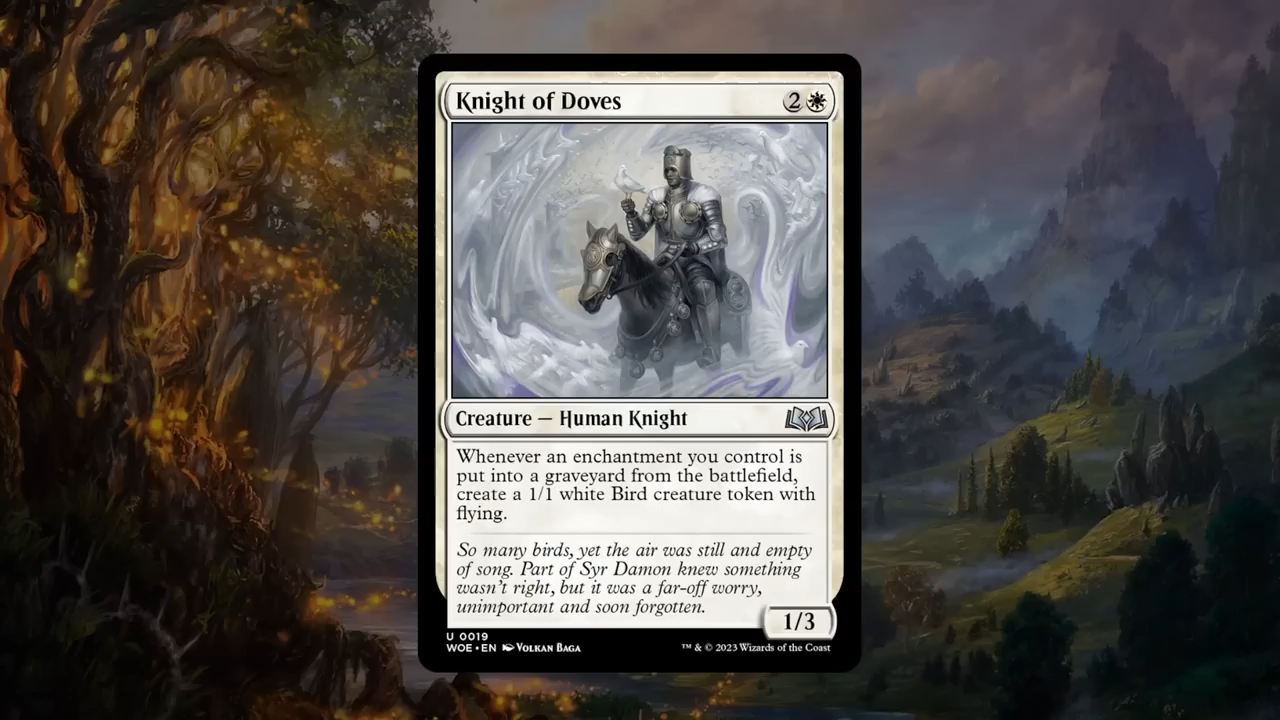 Knight of Doves 2
Creature — Human Knight
Whenever an enchantment you control is
put into a graveyard from the battlefield,
create a 1/1 white Bird creature token with
flying.
So many birds, yet the air was still and empty
of song. Part of Syr Damon knew something
wasn't right, but it was a far-off worry,
unimportant and soon forgotten.
1/3
U 0019
WOE • EN VOLKAN BAGA ™ & © 2023 Wizards of the Coast